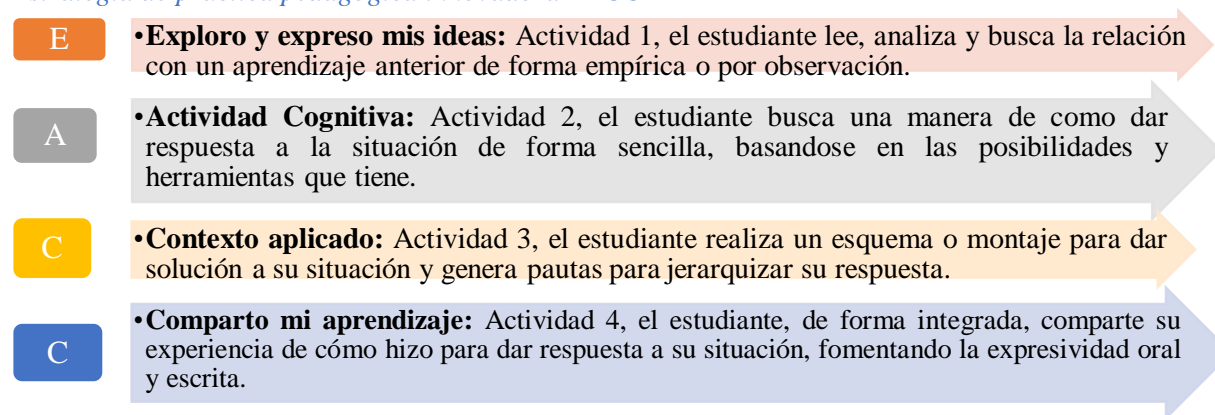 E
•Exploro y expreso mis ideas: Actividad 1, el estudiante lee, analiza y busca la relación
con un aprendizaje anterior de forma empírica o por observación.
A
•Actividad Cognitiva: Actividad 2, el estudiante busca una manera de como dar
respuesta a la situación de forma sencilla, basandose en las posibilidades y
herramientas que tiene.
C
•Contexto aplicado: Actividad 3, el estudiante realiza un esquema o montaje para dar
solución a su situación y genera pautas para jerarquizar su respuesta.
C
•Comparto mi aprendizaje: Actividad 4, el estudiante, de forma integrada, comparte su
experiencia de cómo hizo para dar respuesta a su situación, fomentando la expresividad oral
y escrita.